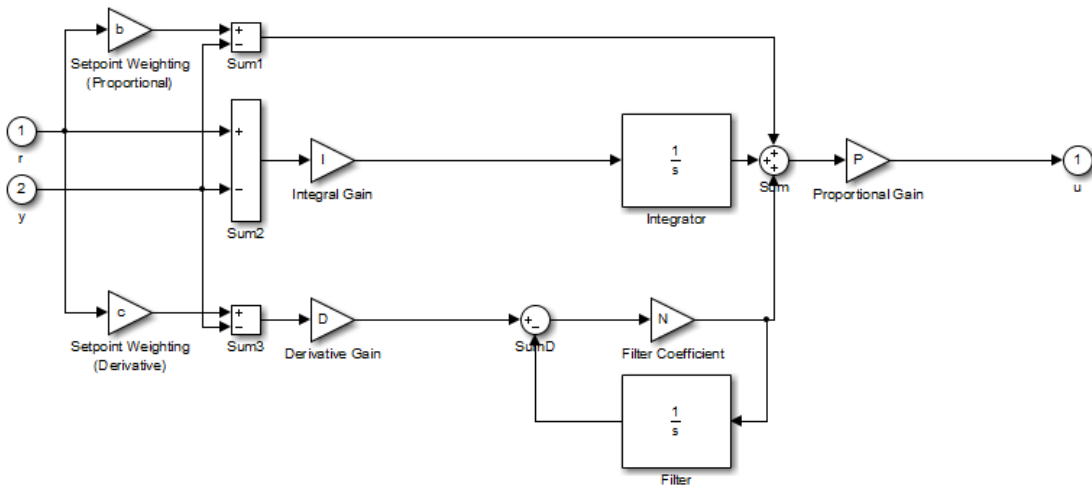 b
+
−
Setpoint Weighting
(Proportional)
Sum1
1
r
2
y
+
−
Sum2
I
Integral Gain
1
s
Integrator
+
+
+
Sum
P
Proportional Gain
1
u
c
Setpoint Weighting
(Derivative)
+
−
Sum3
D
Derivative Gain
+
−
SumD
N
Filter Coefficient
1
s
Filter